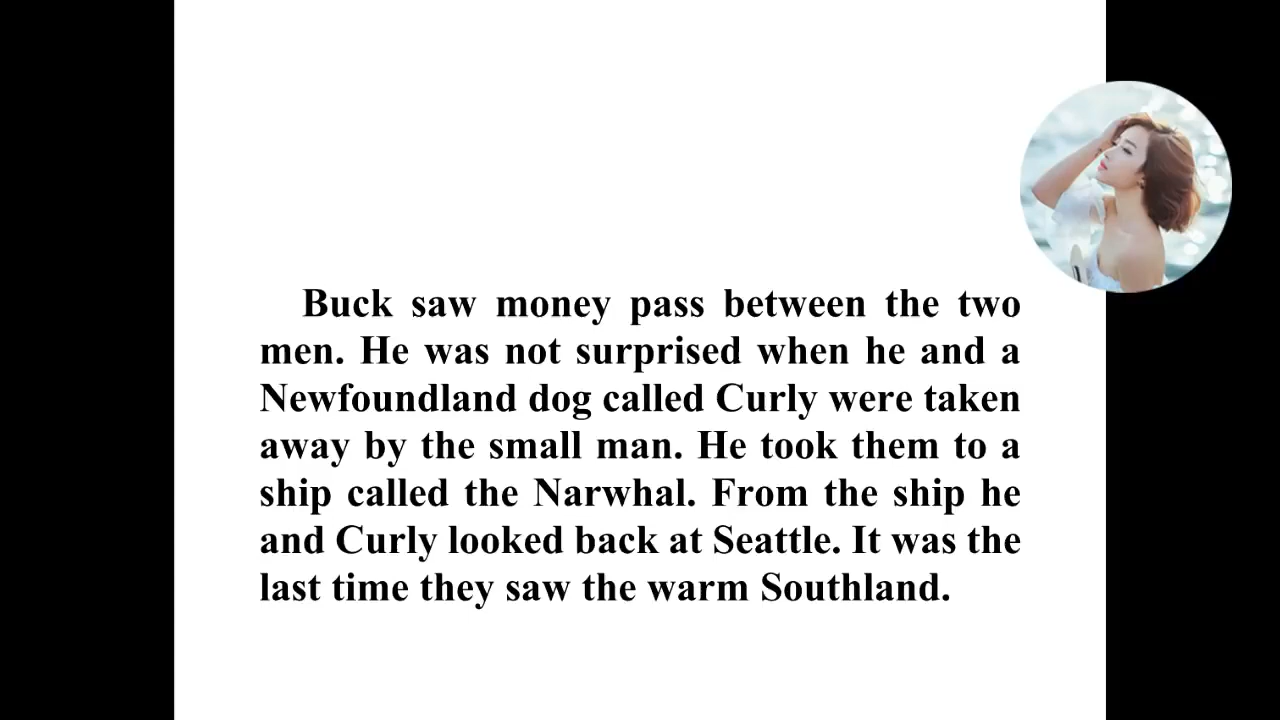 Buck saw money pass between the two
men. He was not surprised when he and a
Newfoundland dog called Curly were taken
away by the small man. He took them to a
ship called the Narwhal. From the ship he
and Curly looked back at Seattle. It was the
last time they saw the warm Southland.